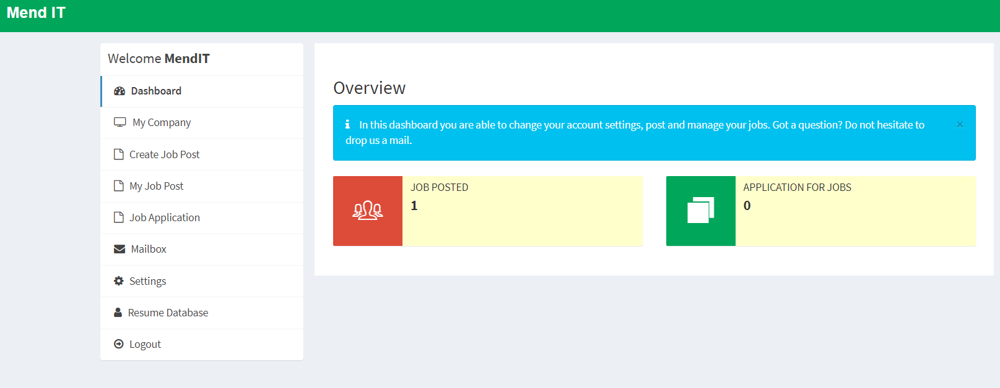 Mend IT
Welcome MendIT
Dashboard
My Company
Create Job Post
My Job Post
Job Application
Mailbox
Settings
Resume Database
Logout
Overview
In this dashboard you are able to change your account settings, post and manage your jobs. Got a question? Do not hesitate to
drop us a mail.
×
JOB POSTED
1
APPLICATION FOR JOBS
0